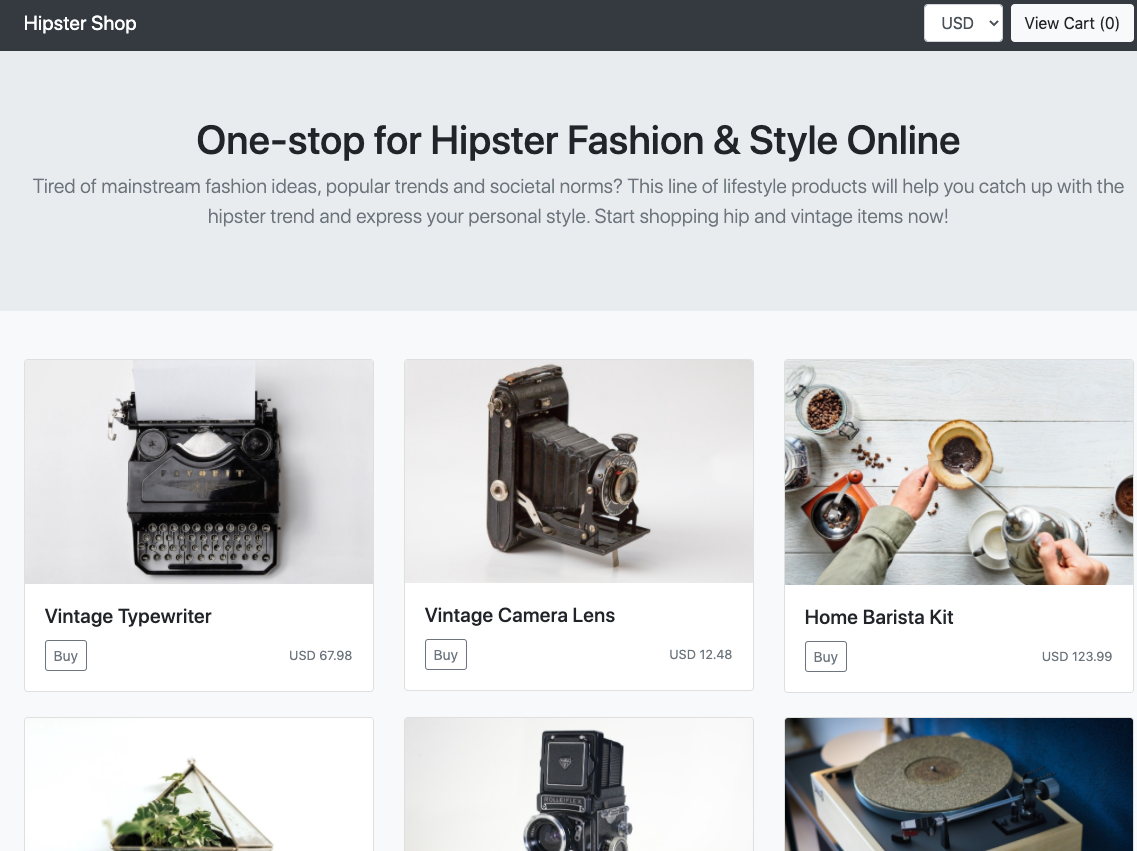 Hipster Shop
USD
View Cart (0)
One-stop for Hipster Fashion & Style Online
Tired of mainstream fashion ideas, popular trends and societal norms? This line of lifestyle products will help you catch up with the
hipster trend and express your personal style. Start shopping hip and vintage items now!
Vintage Typewriter
Buy
USD 67.98
Vintage Camera Lens
Buy
USD 12.48
Home Barista Kit
Buy
USD 123.99
ROLLEIFLEX